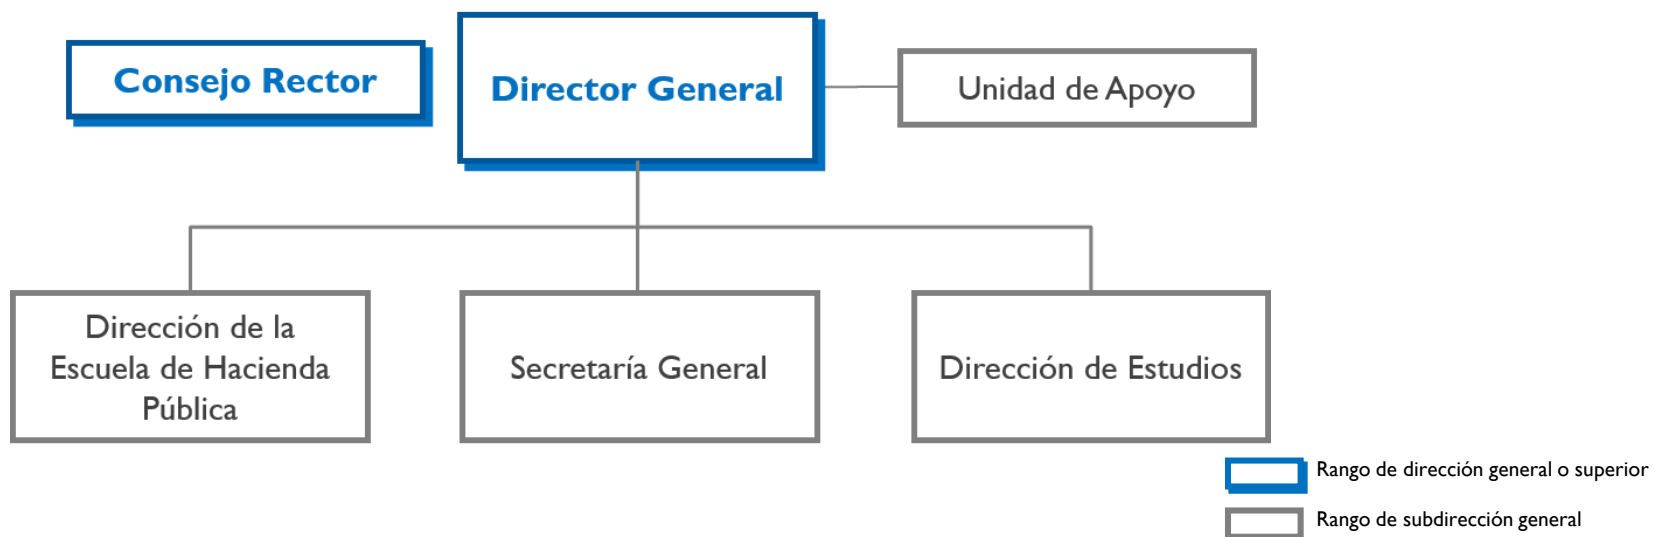 Consejo Rector
Director General
Unidad de Apoyo
Dirección de la
Escuela de Hacienda
Pública
Secretaría General
Dirección de Estudios
Rango de dirección general o superior
Rango de subdirección general